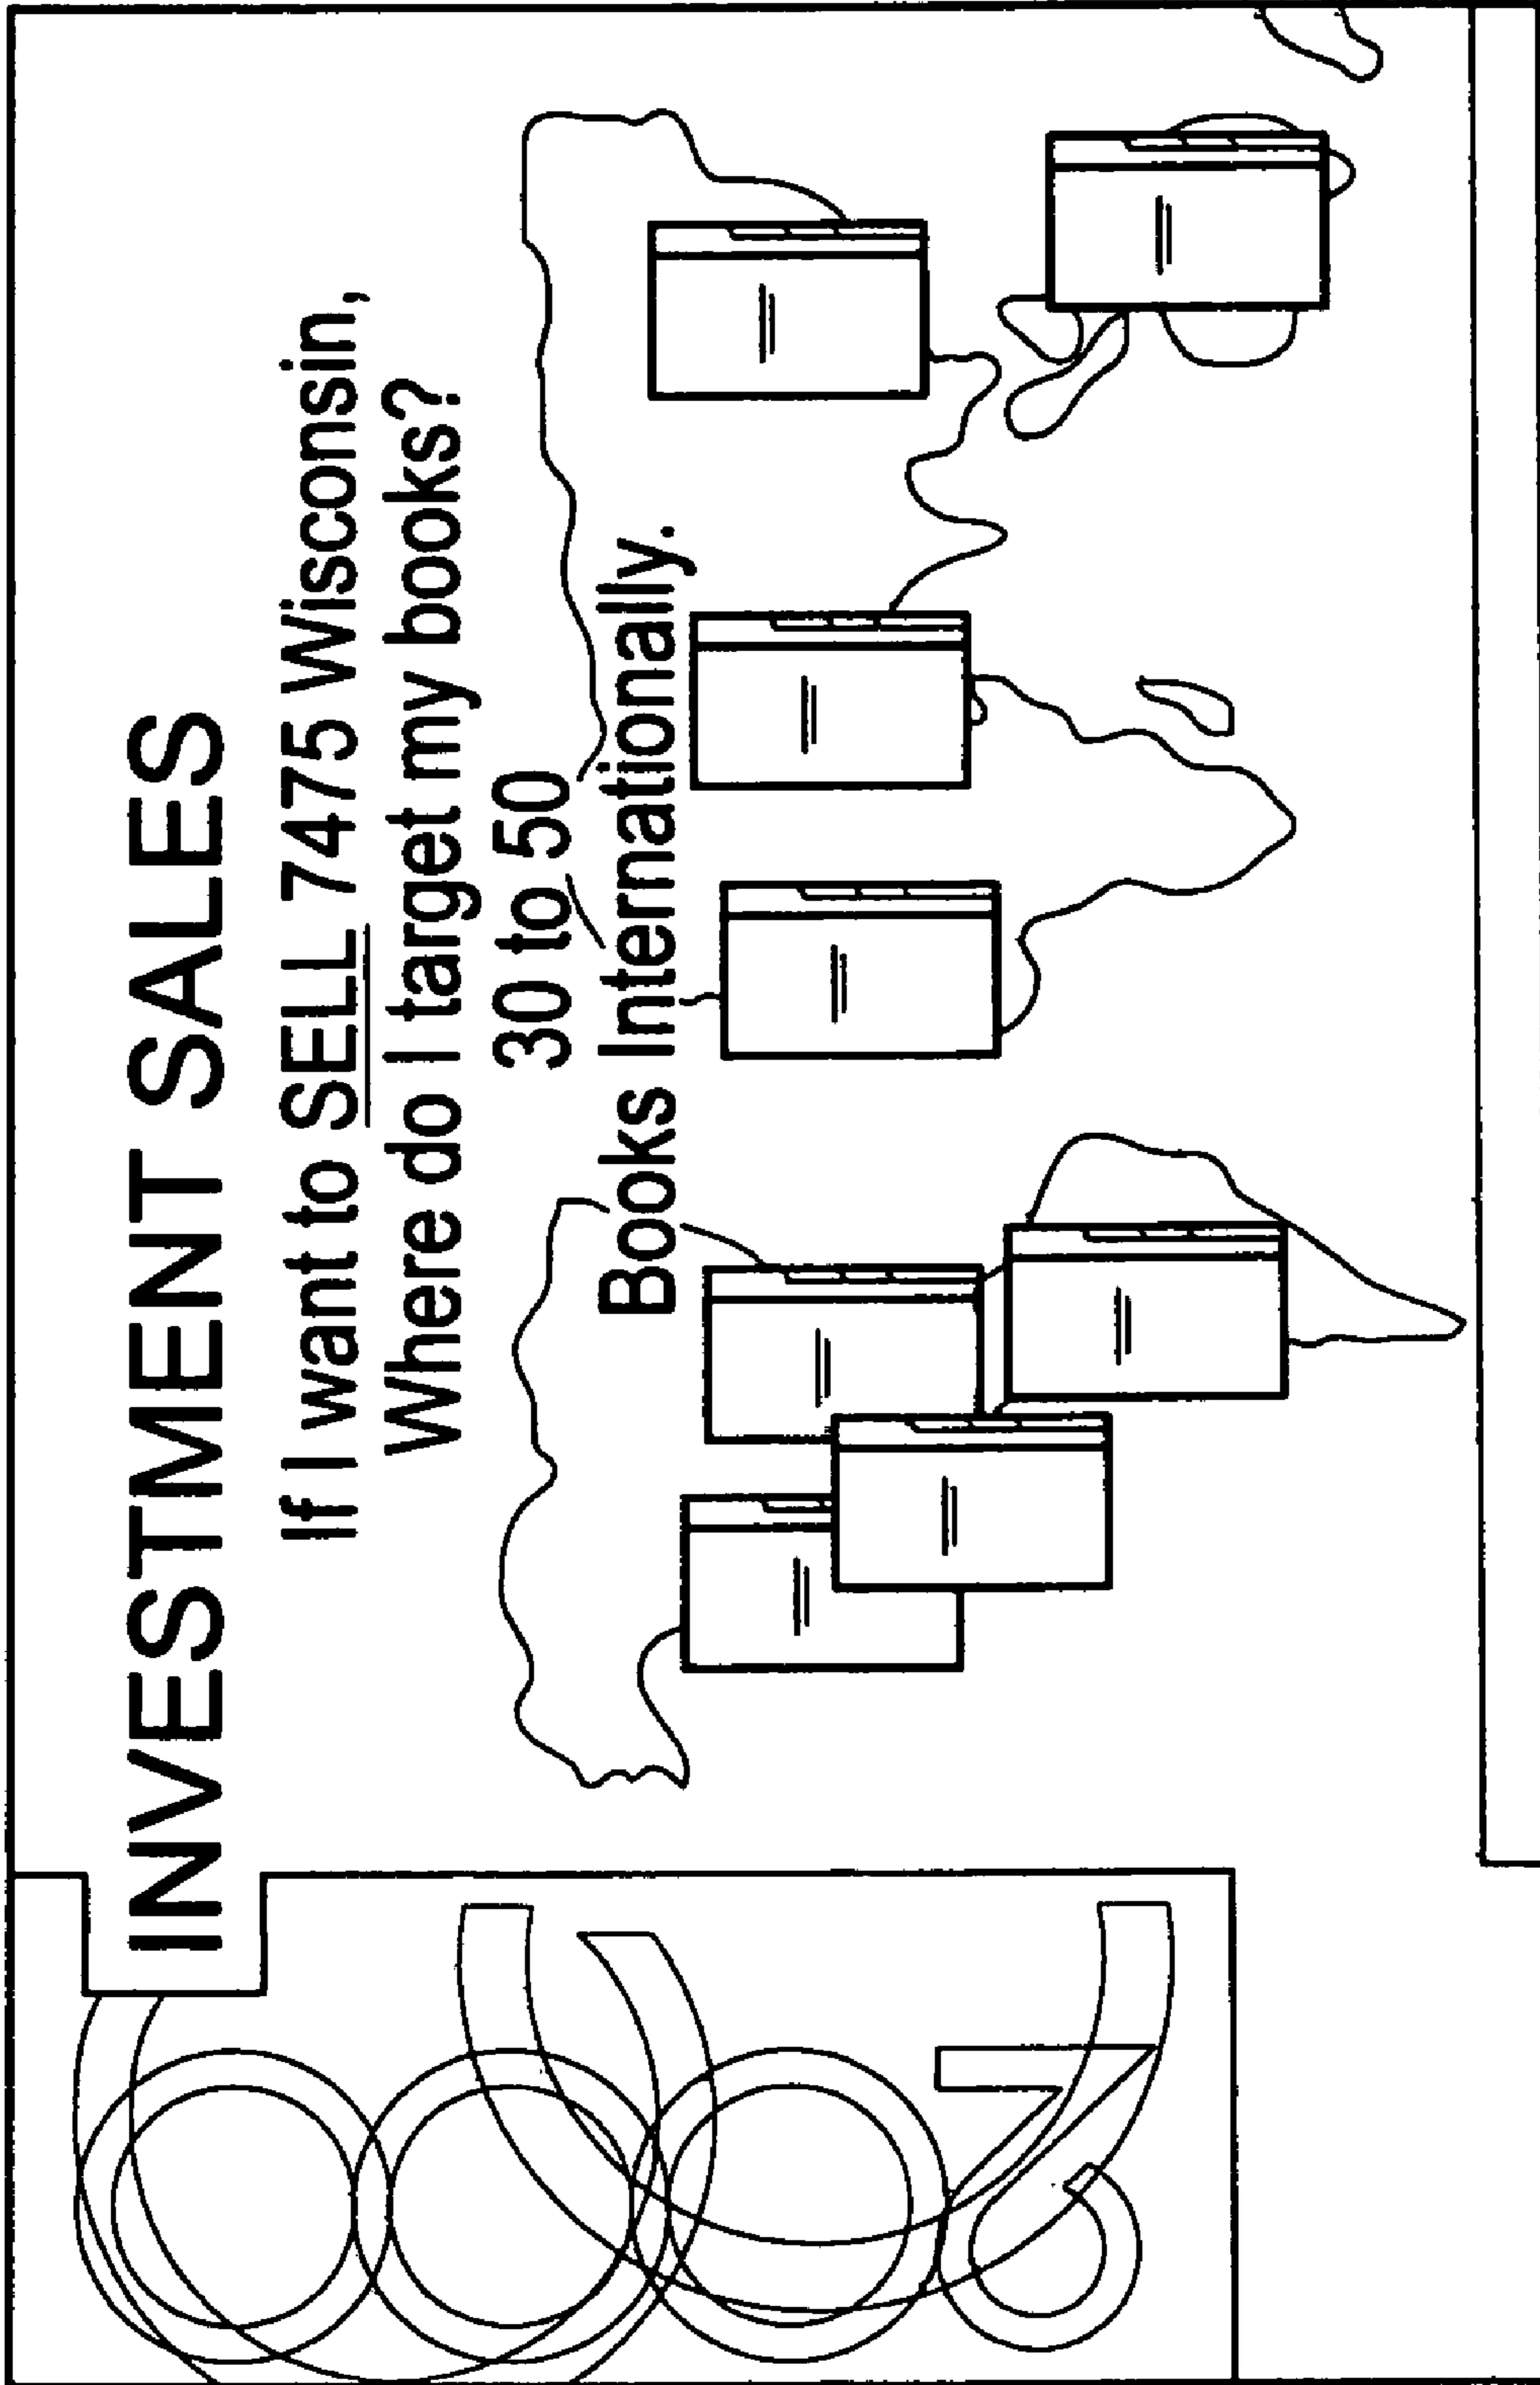 INVESTMENT SALES
If I want to SELL 7475 Wisconsin,
Where do I target my books?
30 to 50
Books Internationally.